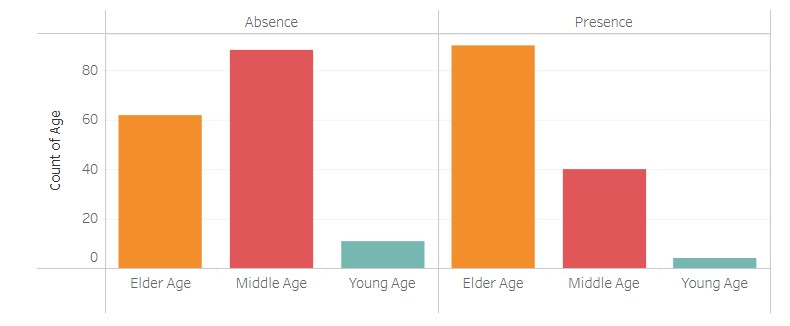 Absence Presence
Count of Age
80
60
40
20
0
Elder Age Middle Age Young Age Elder Age Middle Age Young Age